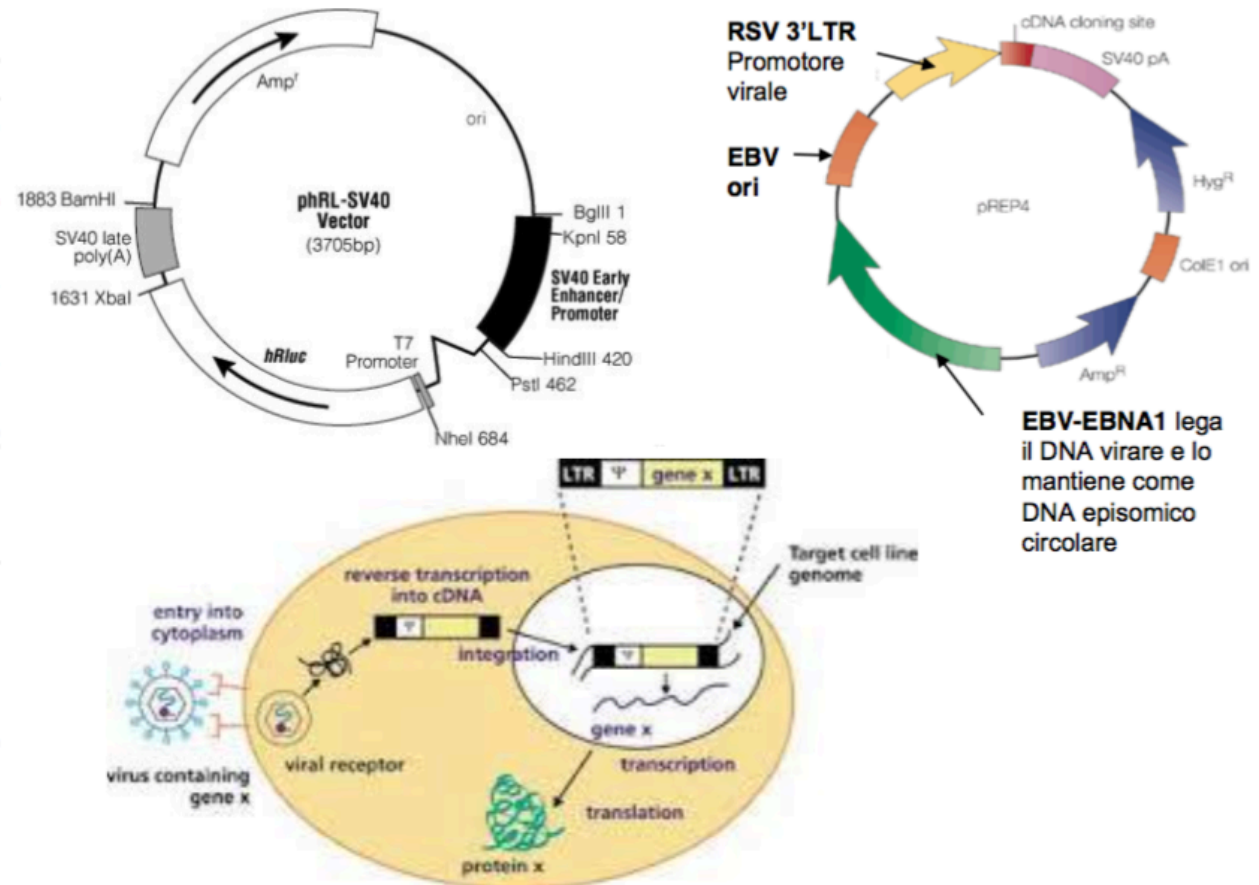 Ampr
ori
1883 BamHI
SV40 late
poly(A)
1631 XbaI
phRL-SV40
Vector
(3705bp)
BglII 1
KpnI 58
SV40 Early
Enhancer/
Promoter
HindIII 420
PstI 462
T7
Promoter
hRluc
NheI 684
RSV 3'LTR
Promotore
virale
EBV
ori
cDNA cloning site
SV40 pA
HygR
pREP4
ColE1 ori
AmpR
EBV-EBNA1 lega
il DNA virare e lo
mantiene come
DNA episomico
circolare
LTR Ψ gene x LTR
Target cell line
genome
reverse transcription
into cDNA
entry into
cytoplasm
Ψ
integration
Ψ
gene x
viral receptor
transcription
virus containing
gene x
translation
protein x